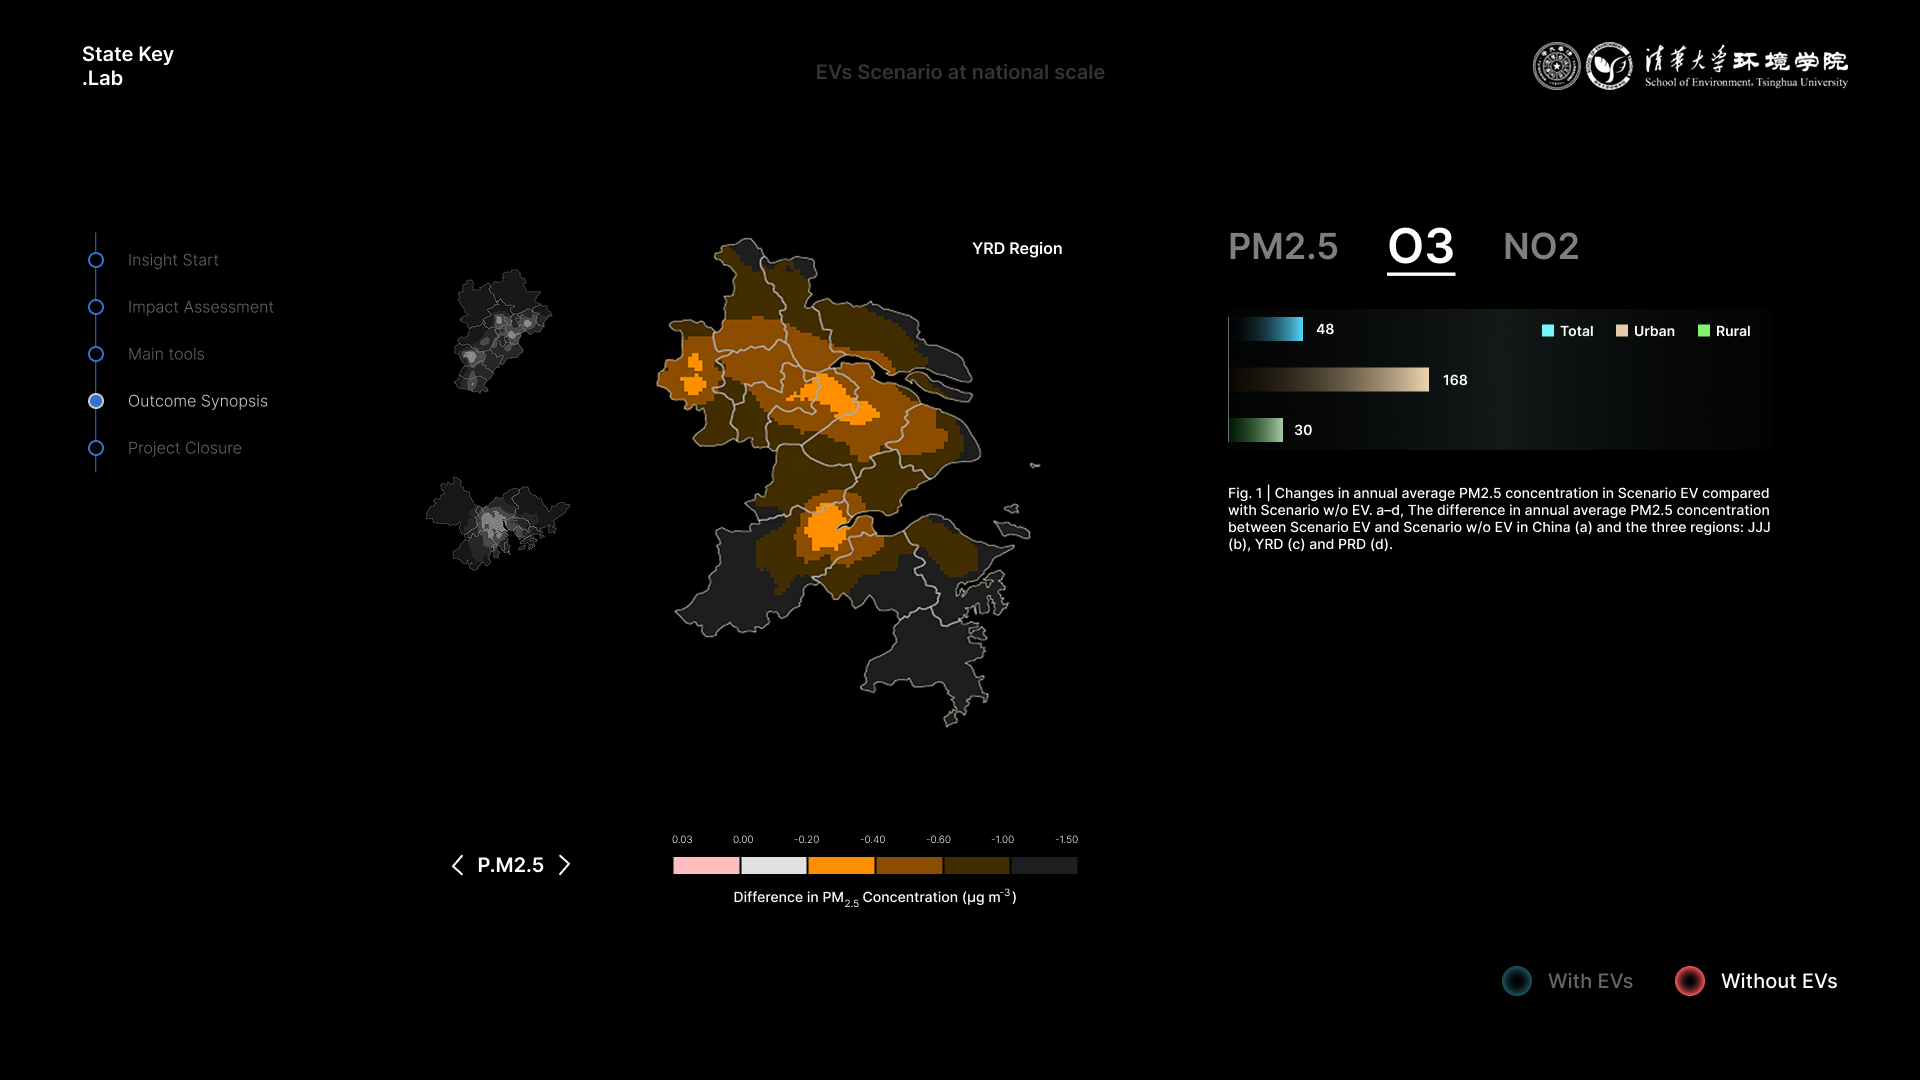 State Key
.Lab
EVs Scenario at national scale
清华大学环境学院
School of Environment, Tsinghua University
Insight Start
Impact Assessment
Main tools
Outcome Synopsis
Project Closure
YRD Region
PM2.5 O3 NO2
48
Total Urban Rural
168
30
Fig. 1 | Changes in annual average PM2.5 concentration in Scenario EV compared
with Scenario w/o EV. a–d, The difference in annual average PM2.5 concentration
between Scenario EV and Scenario w/o EV in China (a) and the three regions: JJJ
(b), YRD (c) and PRD (d).
0.03 0.00 -0.20 -0.40 -0.60 -1.00 -1.50
P.M2.5
Difference in PM2.5 Concentration (µg m-3)
With EVs Without EVs